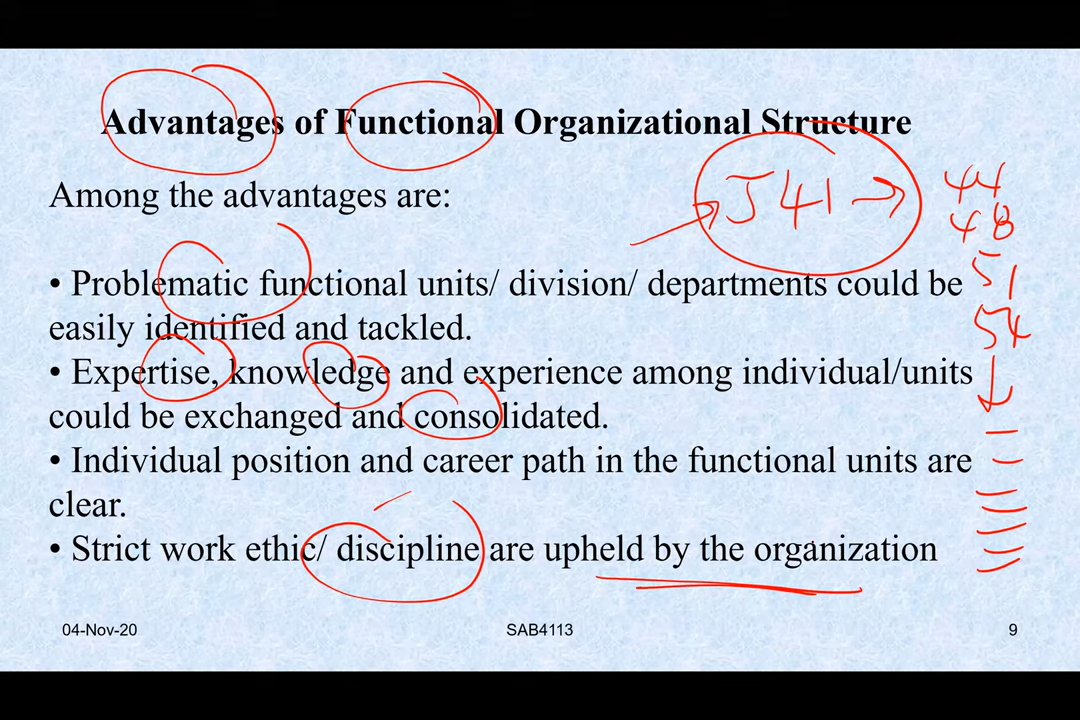 Advantages of Functional Organizational Structure
Among the advantages are:
J41
44
48
51
54
• Problematic functional units/ division/ departments could be
easily identified and tackled.
• Expertise, knowledge and experience among individual/units
could be exchanged and consolidated.
• Individual position and career path in the functional units are
clear.
• Strict work ethic/ discipline are upheld by the organization
04-Nov-20
SAB4113
9